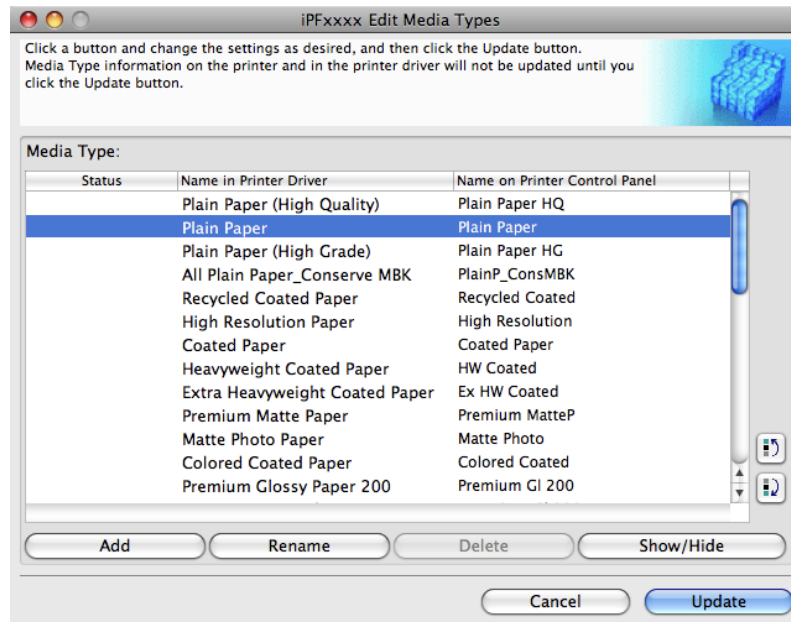 iPFxxxx Edit Media Types
Click a button and change the settings as desired, and then click the Update button.
Media Type information on the printer and in the printer driver will not be updated until you
click the Update button.
Media Type:
Status Name in Printer Driver Name on Printer Control Panel
Plain Paper (High Quality) Plain Paper HQ
Plain Paper Plain Paper
Plain Paper (High Grade) Plain Paper HG
All Plain Paper_Conserve MBK PlainP_ConsMBK
Recycled Coated Paper Recycled Coated
High Resolution Paper High Resolution
Coated Paper Coated Paper
Heavyweight Coated Paper HW Coated
Extra Heavyweight Coated Paper Ex HW Coated
Premium Matte Paper Premium MatteP
Matte Photo Paper Matte Photo
Colored Coated Paper Colored Coated
Premium Glossy Paper 200 Premium Gl 200
Add Rename Delete Show/Hide
Cancel Update